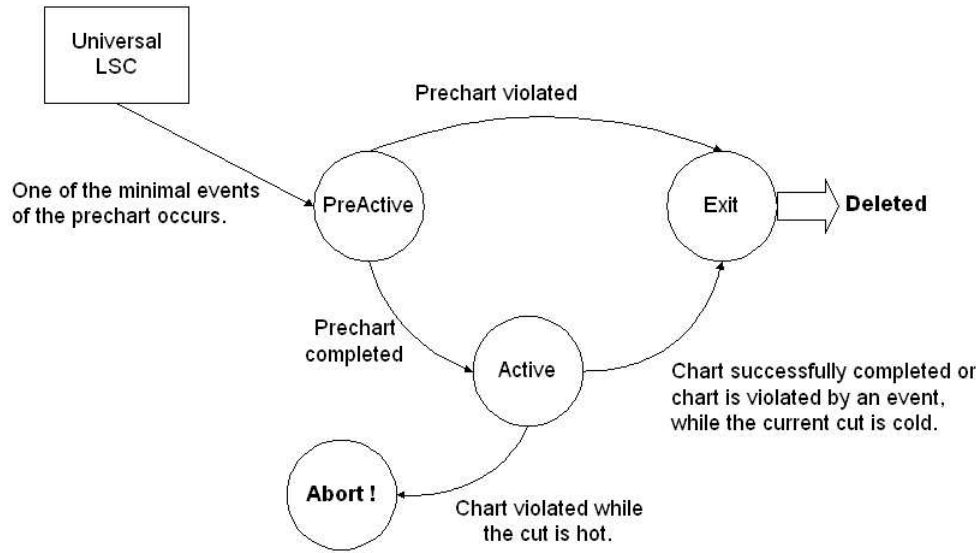 Universal
LSC
Prechart violated
One of the minimal events
of the prechart occurs.
PreActive
Exit
Deleted
Prechart
completed
Active
Chart successfully completed or
chart is violated by an event,
while the current cut is cold.
Abort !
Chart violated while
the cut is hot.